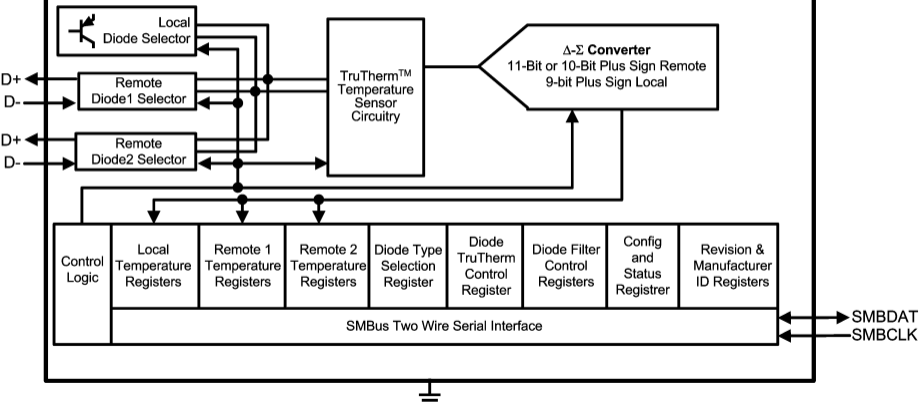 Local
Diode Selector
D+
D-
Remote
Diode1 Selector
D+
D-
Remote
Diode2 Selector
TruTherm™
Temperature
Sensor
Circuitry
Δ-Σ Converter
11-Bit or 10-Bit Plus Sign Remote
9-bit Plus Sign Local
Control
Logic
Local
Temperature
Registers
Remote 1
Temperature
Registers
Remote 2
Temperature
Registers
Diode Type
Selection
Register
Diode
TruTherm
Control
Register
Diode Filter
Control
Registers
Config
and
Status
Registrer
Revision &
Manufacturer
ID Registers
SMBus Two Wire Serial Interface
SMBDAT
SMBCLK